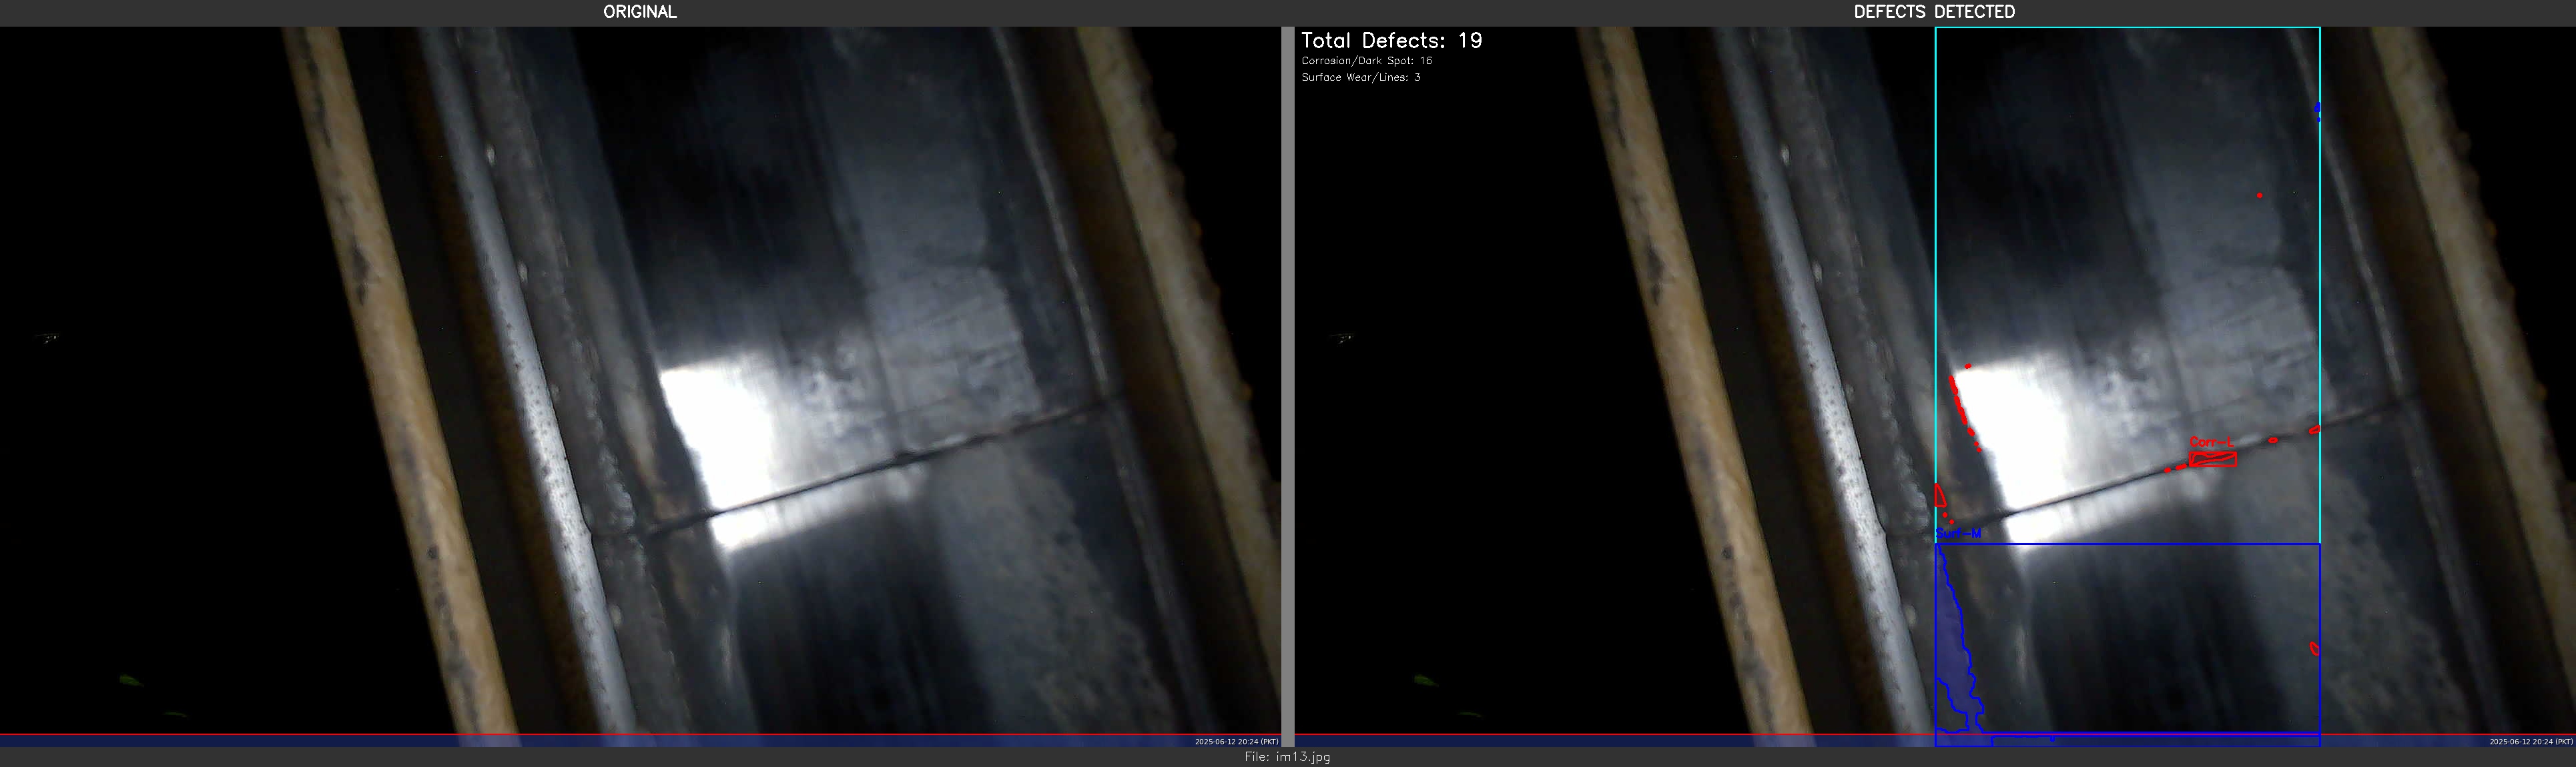 ORIGINAL
DEFECTS DETECTED
Total Defects: 19
Corrosion/Dark Spot: 16
Surface Wear/Lines: 3
Corr-L
Surf-M
2025-06-12 20:24 (PKT)
2025-06-12 20:24 (PKT)
File: im13.jpg